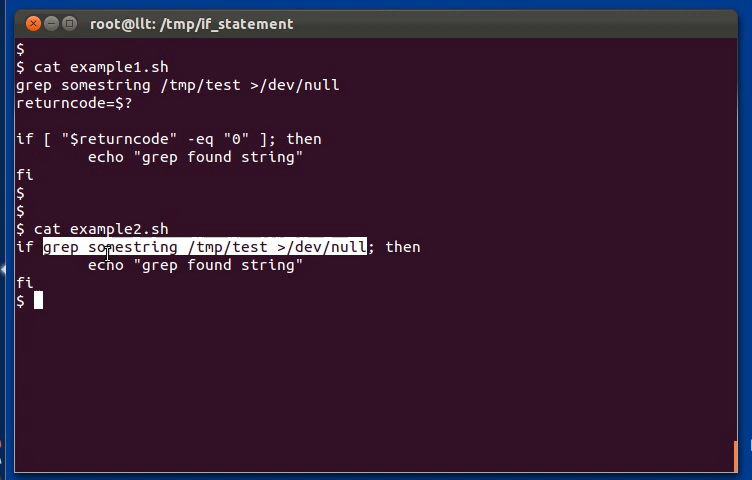 root@llt: /tmp/if_statement
$
$ cat example1.sh
grep somestring /tmp/test >/dev/null
returncode=$?
if [ "$returncode" -eq "0" ]; then
echo "grep found string"
fi
$
$
$ cat example2.sh
if grep somestring /tmp/test >/dev/null; then
echo "grep found string"
fi
$